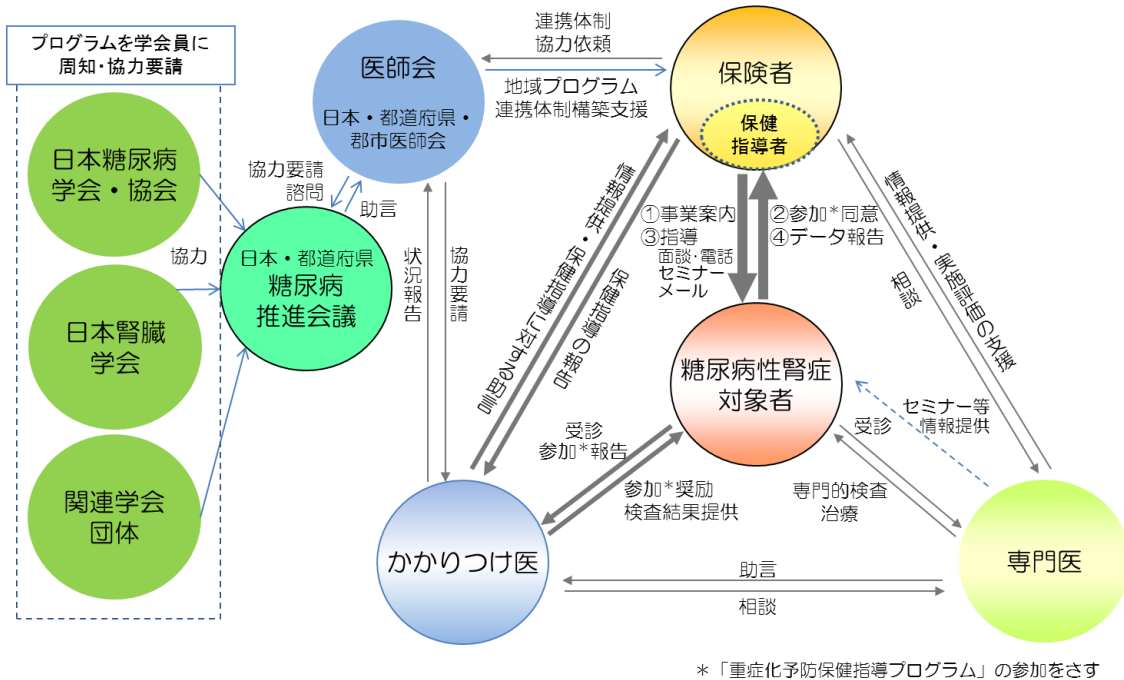 プログラムを学会員に
周知・協力要請
日本糖尿病
学会・協会
日本腎臓
学会
関連学会
団体
協力
日本・都道府県
糖尿病
推進会議
協力要請
諮問
助言
医師会
日本・都道府県・
郡市医師会
連携体制
協力依頼
地域プログラム
連携体制構築支援
保険者
保健
指導者
状況報告
協力要請
情報提供・保健指導に対する助言
保健指導の報告
①事業案内
③指導
面談・電話
セミナー
メール
②参加*同意
④データ報告
情報提供・実施評価の支援
相談
糖尿病性腎症
対象者
受診
参加*報告
参加*奨励
検査結果提供
セミナー等
情報提供
受診
専門的検査
治療
かかりつけ医
助言
相談
専門医
*「重症化予防保健指導プログラム」の参加をさす